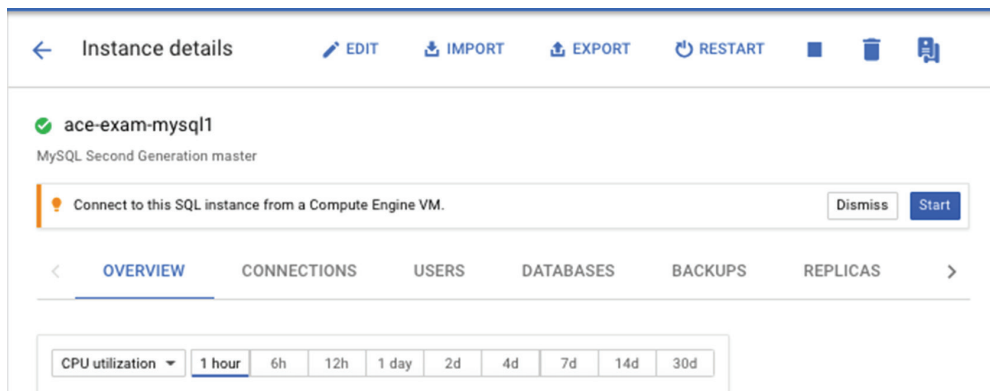 Instance details EDIT IMPORT EXPORT RESTART
ace-exam-mysql1
MySQL Second Generation master
Connect to this SQL instance from a Compute Engine VM. Dismiss Start
OVERVIEW CONNECTIONS USERS DATABASES BACKUPS REPLICAS
CPU utilization 1 hour 6h 12h 1 day 2d 4d 7d 14d 30d